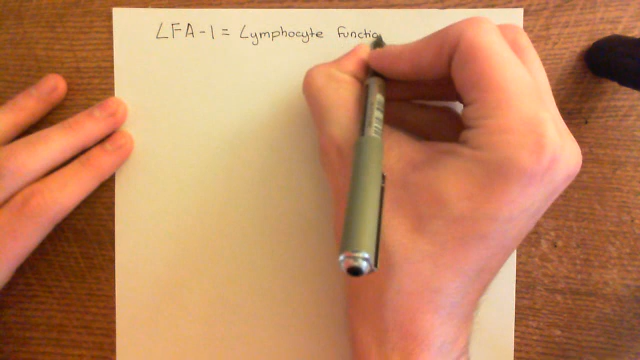 LFA-1 = Lymphocyte Functio